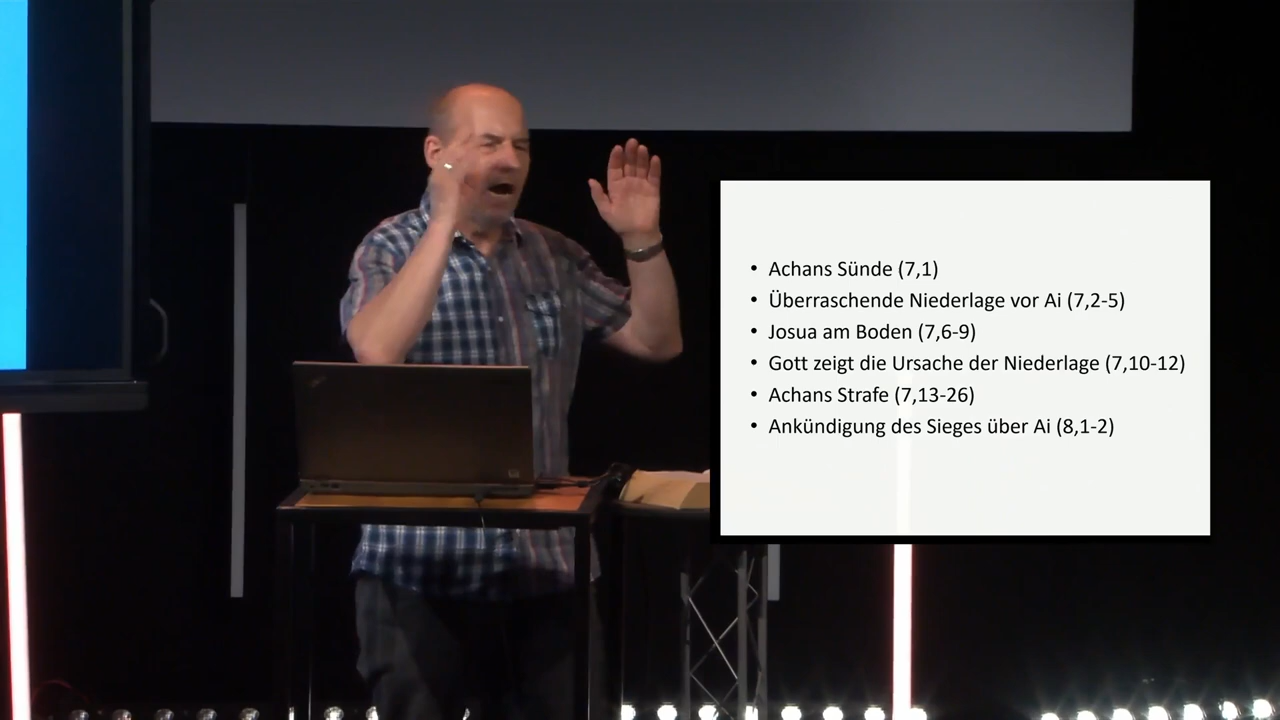 • Achans Sünde (7,1)
• Überraschende Niederlage vor Ai (7,2-5)
• Josua am Boden (7,6-9)
• Gott zeigt die Ursache der Niederlage (7,10-12)
• Achans Strafe (7,13-26)
• Ankündigung des Sieges über Ai (8,1-2)